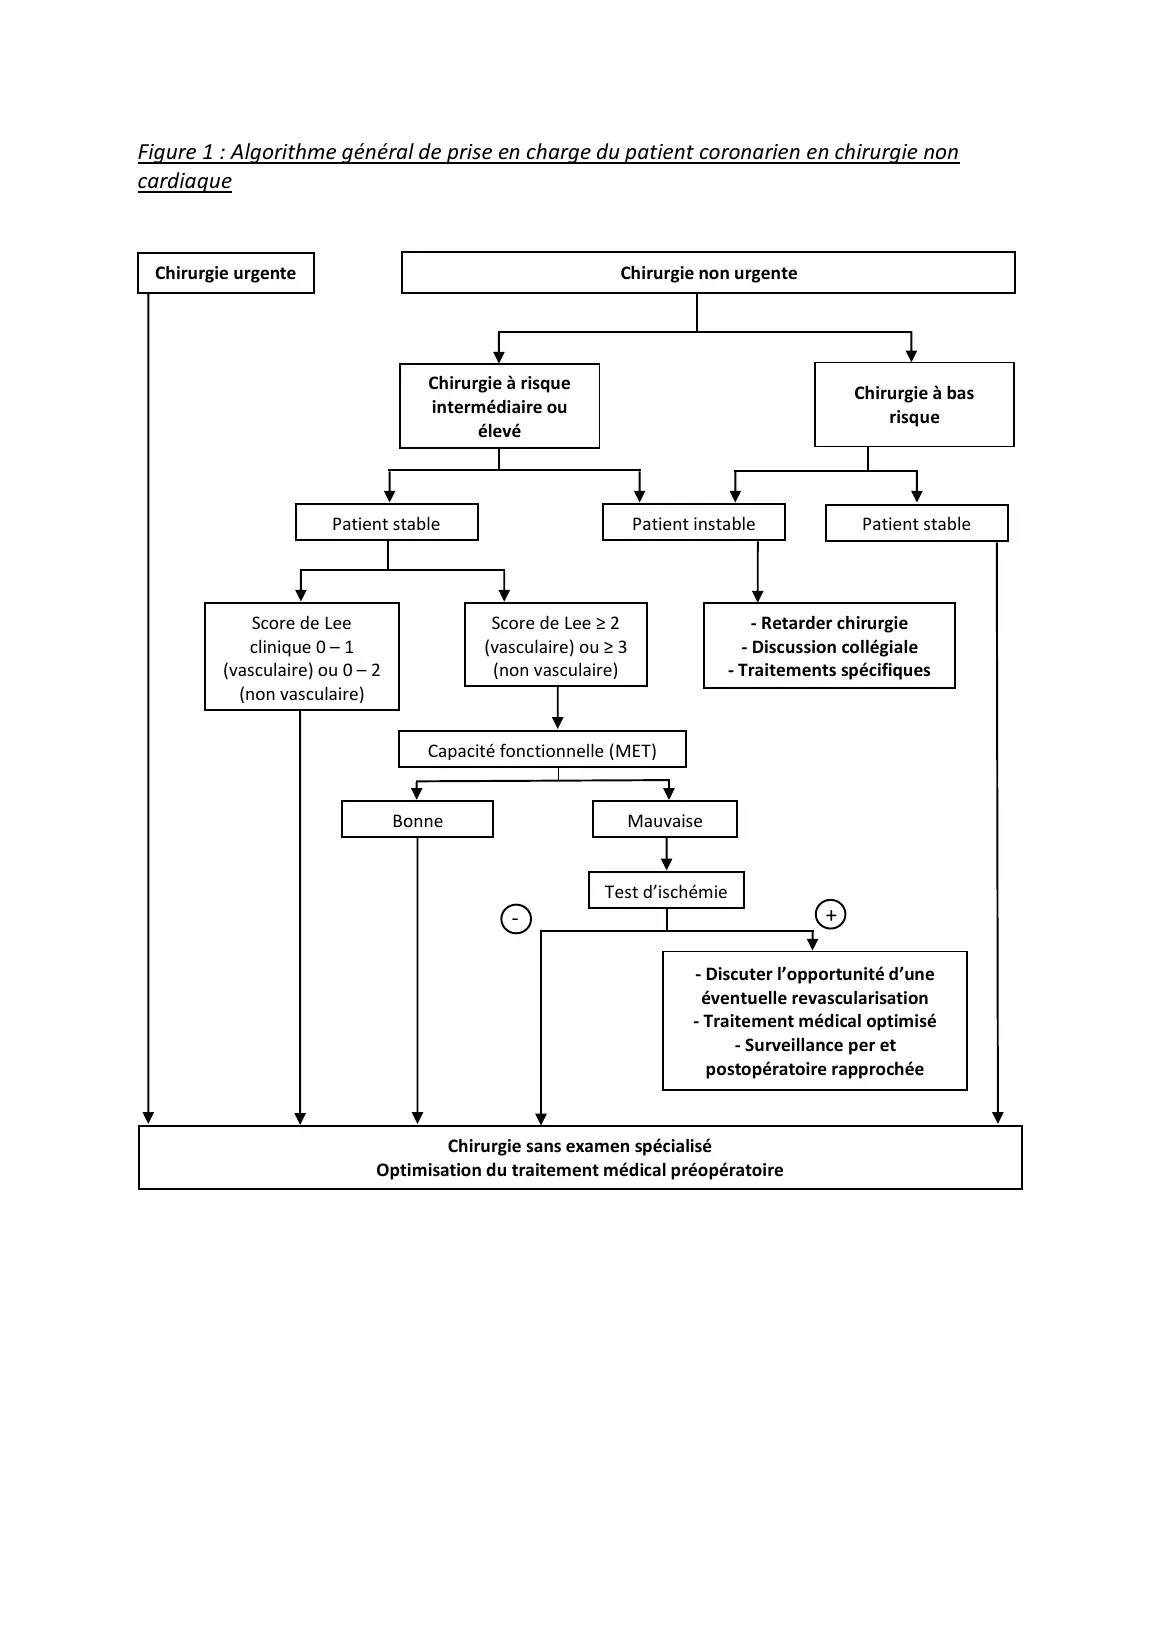 Figure 1 : Algorithme général de prise en charge du patient coronarien en chirurgie non
cardiaque
Chirurgie urgente
Chirurgie non urgente
Chirurgie à risque
intermédiaire ou
élevé
Chirurgie à bas
risque
Patient stable
Patient instable
Patient stable
Score de Lee
clinique 0 – 1
(vasculaire) ou 0 – 2
(non vasculaire)
Score de Lee ≥ 2
(vasculaire) ou ≥ 3
(non vasculaire)
- Retarder chirurgie
- Discussion collégiale
- Traitements spécifiques
Capacité fonctionnelle (MET)
Bonne
Mauvaise
Test d’ischémie
-
+
- Discuter l’opportunité d’une
éventuelle revascularisation
- Traitement médical optimisé
- Surveillance per et
postopératoire rapprochée
Chirurgie sans examen spécialisé
Optimisation du traitement médical préopératoire